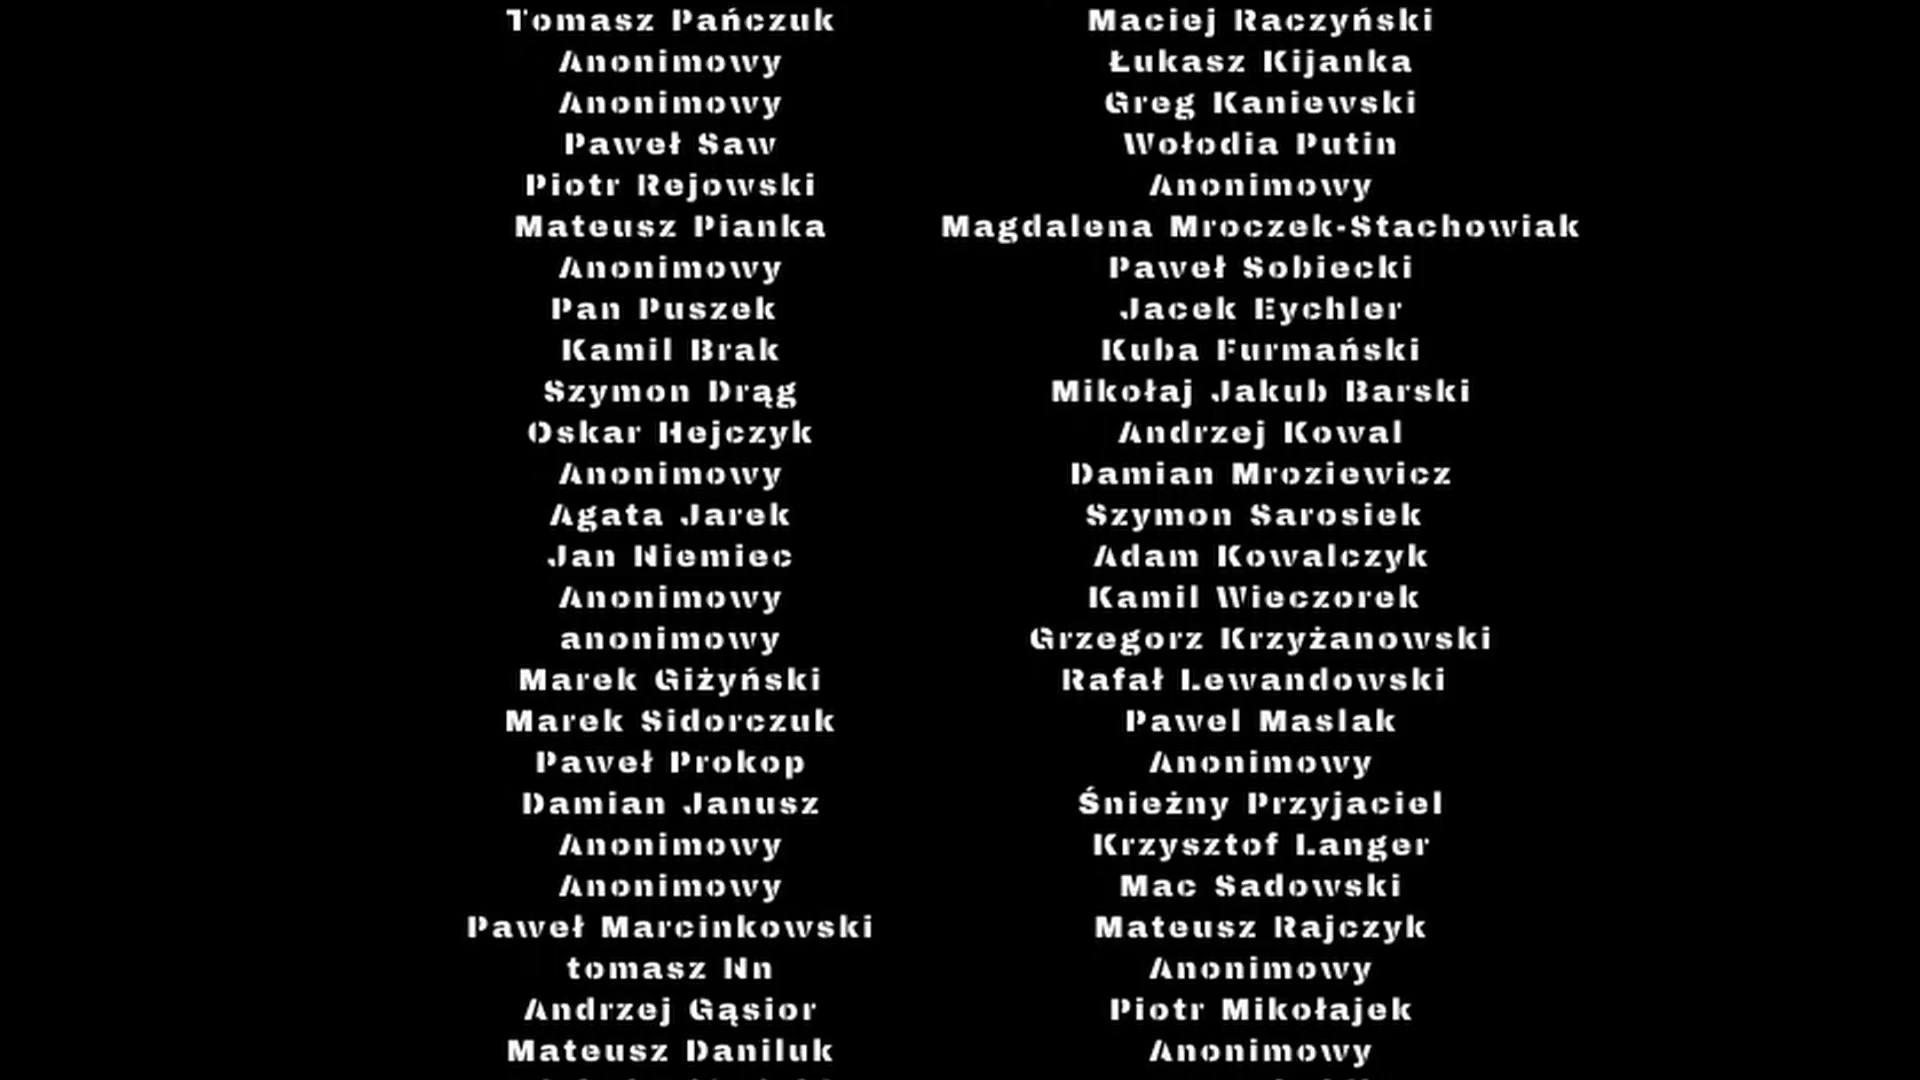 Tomasz Pańczuk
Anonimowy
Anonimowy
Paweł Saw
Piotr Rejowski
Mateusz Pianka
Anonimowy
Pan Puszek
Kamil Brak
Szymon Drąg
Oskar Hejczyk
Anonimowy
Agata Jarek
Jan Niemiec
Anonimowy
anonimowy
Marek Giżyński
Marek Sidorczuk
Paweł Prokop
Damian Janusz
Anonimowy
Anonimowy
Paweł Marcinkowski
tomasz Nn
Andrzej Gąsior
Mateusz Daniluk
Maciej Raczyński
Łukasz Kijanka
Greg Kaniewski
Wołodia Putin
Anonimowy
Magdalena Mroczek-Stachowiak
Paweł Sobiecki
Jacek Eychler
Kuba Furmański
Mikołaj Jakub Barski
Andrzej Kowal
Damian Mroziewicz
Szymon Sarosiek
Adam Kowalczyk
Kamil Wieczorek
Grzegorz Krzyżanowski
Rafał Lewandowski
Pawel Maslak
Anonimowy
Śnieżny Przyjaciel
Krzysztof Langer
Mac Sadowski
Mateusz Rajczyk
Anonimowy
Piotr Mikołajek
Anonimowy